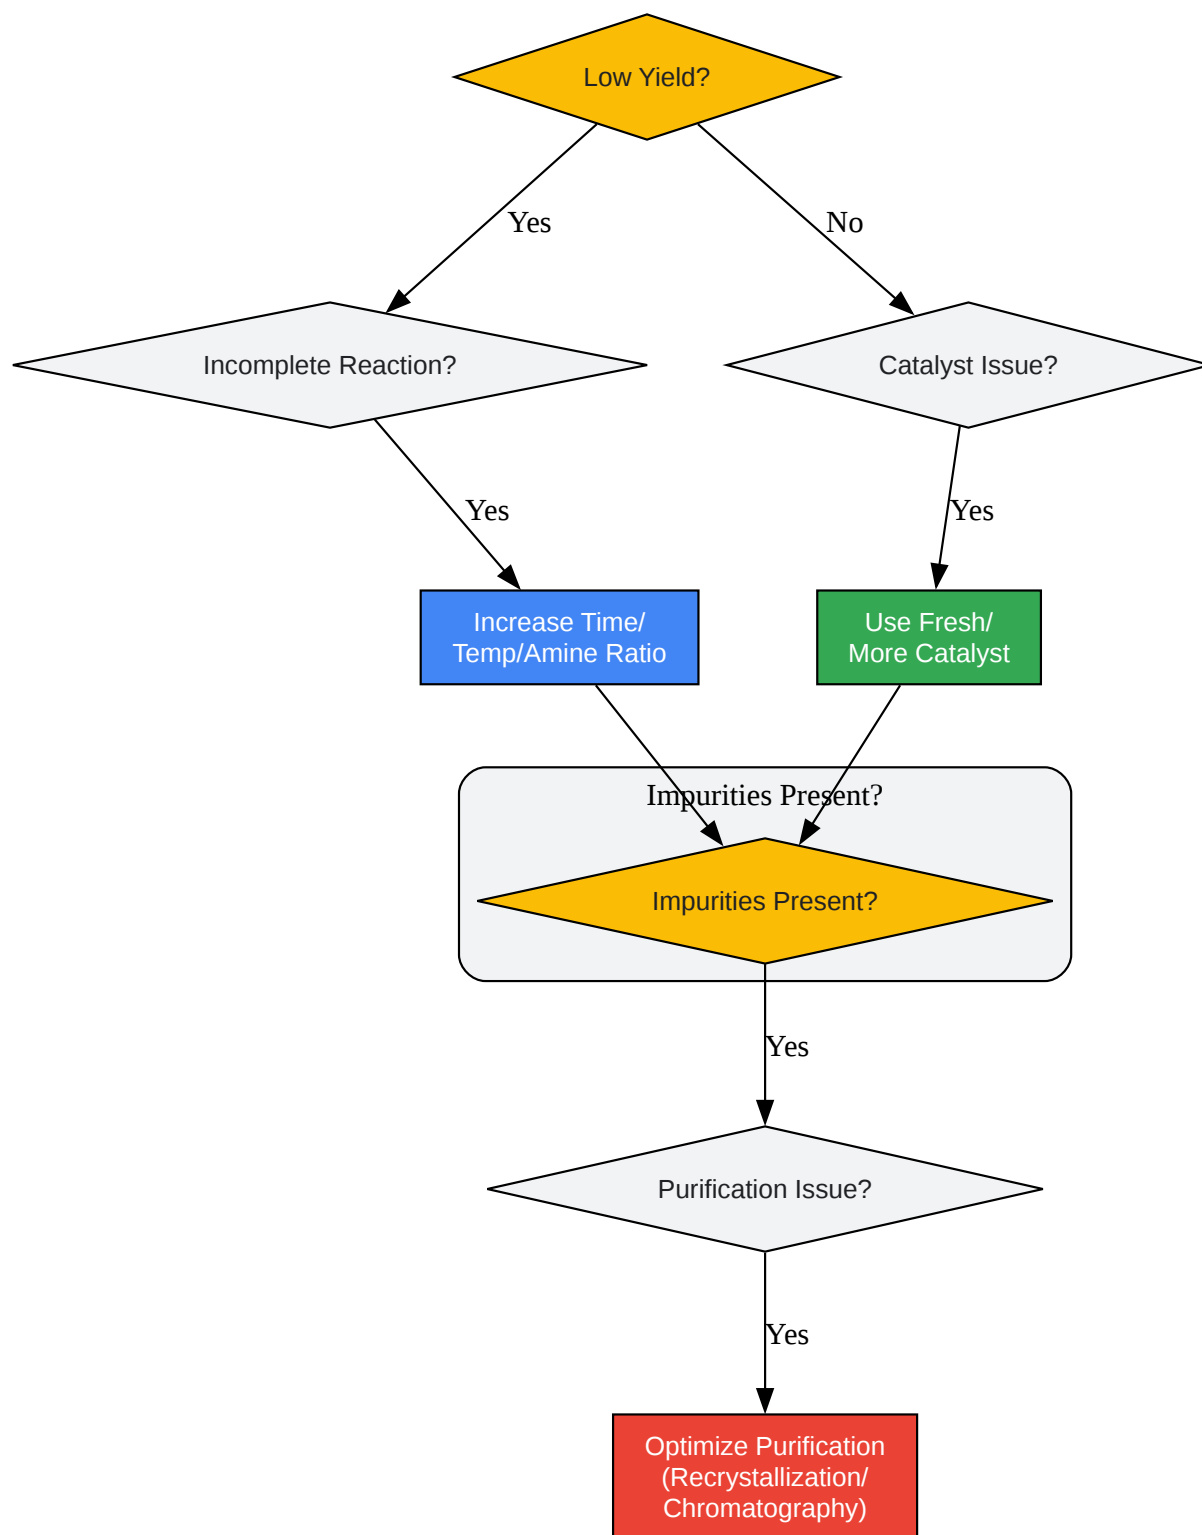 Low Yield?
Yes
No
Incomplete Reaction?
Catalyst Issue?
Yes
Yes
Increase Time/
Temp/Amine Ratio
Use Fresh/
More Catalyst
Impurities Present?
Impurities Present?
Yes
Purification Issue?
Yes
Optimize Purification
(Recrystallization/
Chromatography)